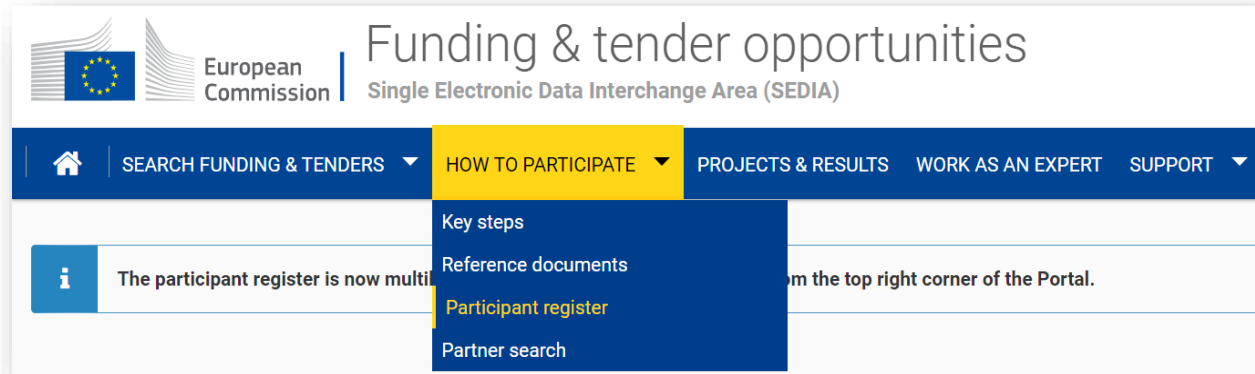 European
Commission
Funding & tender opportunities
Single Electronic Data Interchange Area (SEDIA)
SEARCH FUNDING & TENDERS HOW TO PARTICIPATE PROJECTS & RESULTS WORK AS AN EXPERT SUPPORT
Key steps
Reference documents
Participant register
Partner search
i The participant register is now the top right corner of the Portal.